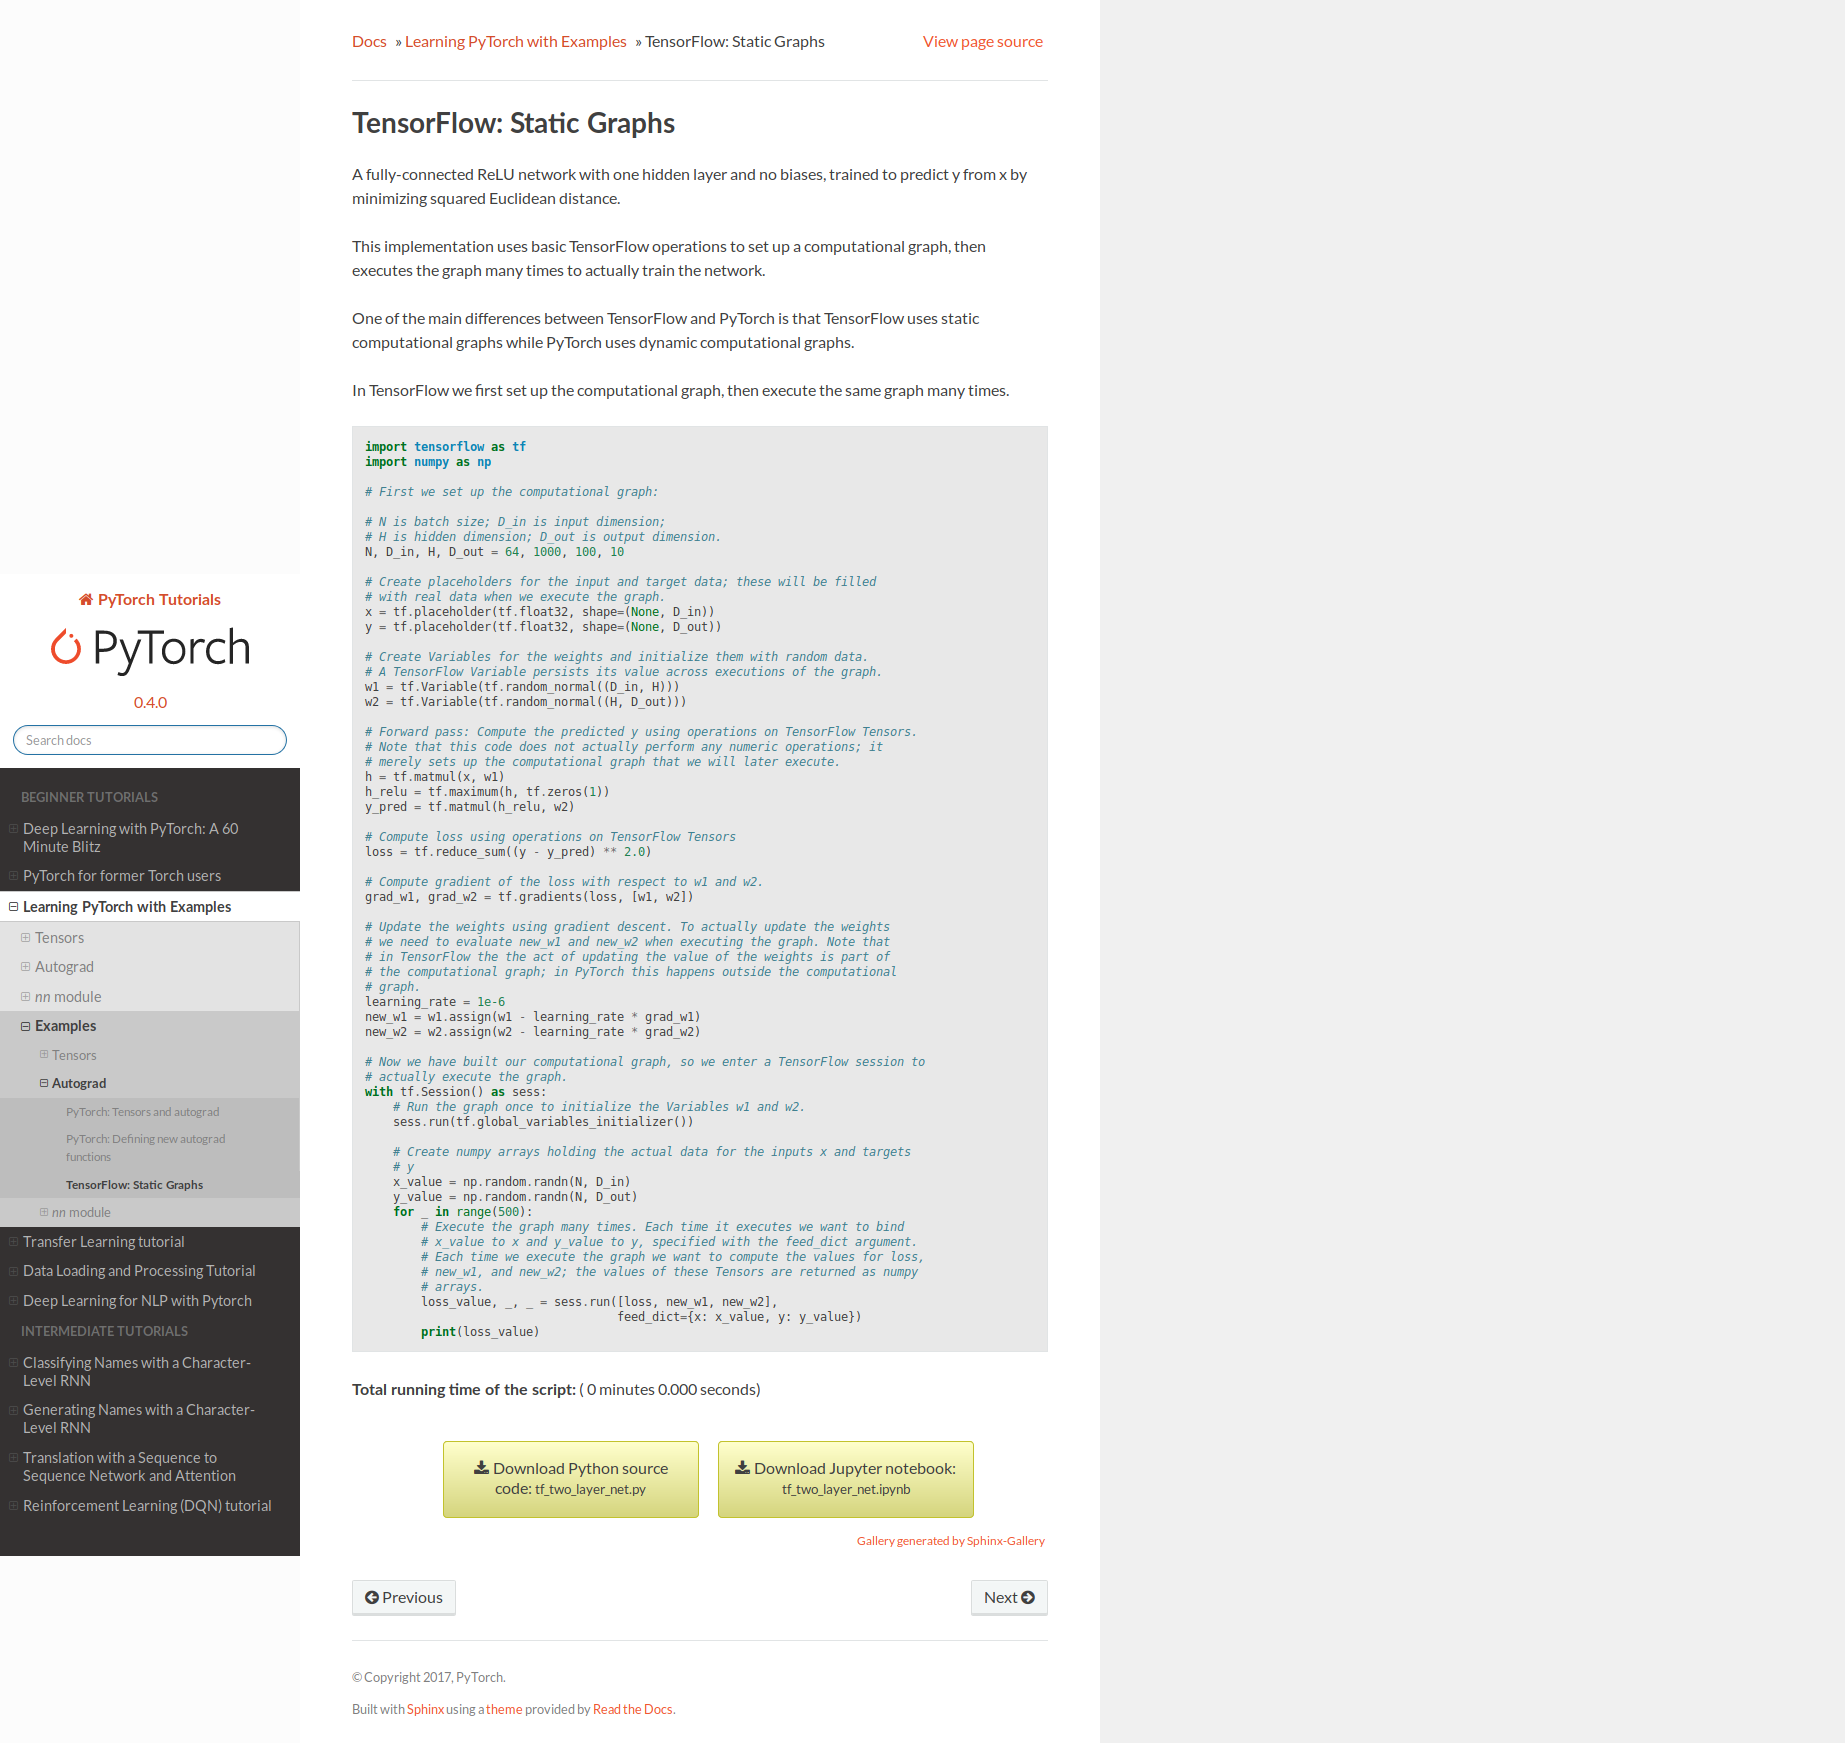 Docs » Learning PyTorch with Examples » TensorFlow: Static Graphs View page source
TensorFlow: Static Graphs
A fully-connected ReLU network with one hidden layer and no biases, trained to predict y from x by
minimizing squared Euclidean distance.
This implementation uses basic TensorFlow operations to set up a computational graph, then
executes the graph many times to actually train the network.
One of the main differences between TensorFlow and PyTorch is that TensorFlow uses static
computational graphs while PyTorch uses dynamic computational graphs.
In TensorFlow we first set up the computational graph, then execute the same graph many times.
import tensorflow as tf
import numpy as np
# First we set up the computational graph:
# N is batch size; D_in is input dimension;
# H is hidden dimension; D_out is output dimension.
N, D_in, H, D_out = 64, 1000, 100, 10
# Create placeholders for the input and target data; these will be filled
# with real data when we execute the graph.
x = tf.placeholder(tf.float32, shape=(None, D_in))
y = tf.placeholder(tf.float32, shape=(None, D_out))
# Create Variables for the weights and initialize them with random data.
# A TensorFlow Variable persists its value across executions of the graph.
w1 = tf.Variable(tf.random_normal((D_in, H)))
w2 = tf.Variable(tf.random_normal((H, D_out)))
# Forward pass: Compute the predicted y using operations on TensorFlow Tensors.
# Note that this code does not actually perform any numeric operations; it
# merely sets up the computational graph that we will later execute.
h = tf.matmul(x, w1)
h_relu = tf.maximum(h, tf.zeros(1))
y_pred = tf.matmul(h_relu, w2)
# Compute loss using operations on TensorFlow Tensors
loss = tf.reduce_sum((y - y_pred) ** 2.0)
# Compute gradient of the loss with respect to w1 and w2.
grad_w1, grad_w2 = tf.gradients(loss, [w1, w2])
# Update the weights using gradient descent. To actually update the weights
# we need to evaluate new_w1 and new_w2 when executing the graph. Note that
# in TensorFlow the the act of updating the value of the weights is part of
# the computational graph; in PyTorch this happens outside the computational
# graph.
learning_rate = 1e-6
new_w1 = w1.assign(w1 - learning_rate * grad_w1)
new_w2 = w2.assign(w2 - learning_rate * grad_w2)
# Now we have built our computational graph, so we enter a TensorFlow session to
# actually execute the graph.
with tf.Session() as sess:
    # Run the graph once to initialize the Variables w1 and w2.
    sess.run(tf.global_variables_initializer())
    # Create numpy arrays holding the actual data for the inputs x and targets
    # y
    x_value = np.random.randn(N, D_in)
    y_value = np.random.randn(N, D_out)
    for _ in range(500):
        # Execute the graph many times. Each time it executes we want to bind
        # x_value to x and y_value to y, specified with the feed_dict argument.
        # Each time we execute the graph we want to compute the values for loss,
        # new_w1, and new_w2; the values of these Tensors are returned as numpy
        # arrays.
        loss_value, _, _ = sess.run([loss, new_w1, new_w2],
                                    feed_dict={x: x_value, y: y_value})
        print(loss_value)
Total running time of the script: ( 0 minutes 0.000 seconds)
Download Python source
code: tf_two_layer_net.py
Download Jupyter notebook:
tf_two_layer_net.ipynb
Gallery generated by Sphinx-Gallery
Previous
Next
© Copyright 2017, PyTorch.
Built with Sphinx using a theme provided by Read the Docs.
PyTorch Tutorials
PyTorch
0.4.0
Search docs
BEGINNER TUTORIALS
Deep Learning with PyTorch: A 60
Minute Blitz
PyTorch for former Torch users
Learning PyTorch with Examples
Tensors
Autograd
nn module
Examples
Tensors
Autograd
PyTorch: Tensors and autograd
PyTorch: Defining new autograd
functions
TensorFlow: Static Graphs
nn module
Transfer Learning tutorial
Data Loading and Processing Tutorial
Deep Learning for NLP with Pytorch
INTERMEDIATE TUTORIALS
Classifying Names with a Character-
Level RNN
Generating Names with a Character-
Level RNN
Translation with a Sequence to
Sequence Network and Attention
Reinforcement Learning (DQN) tutorial